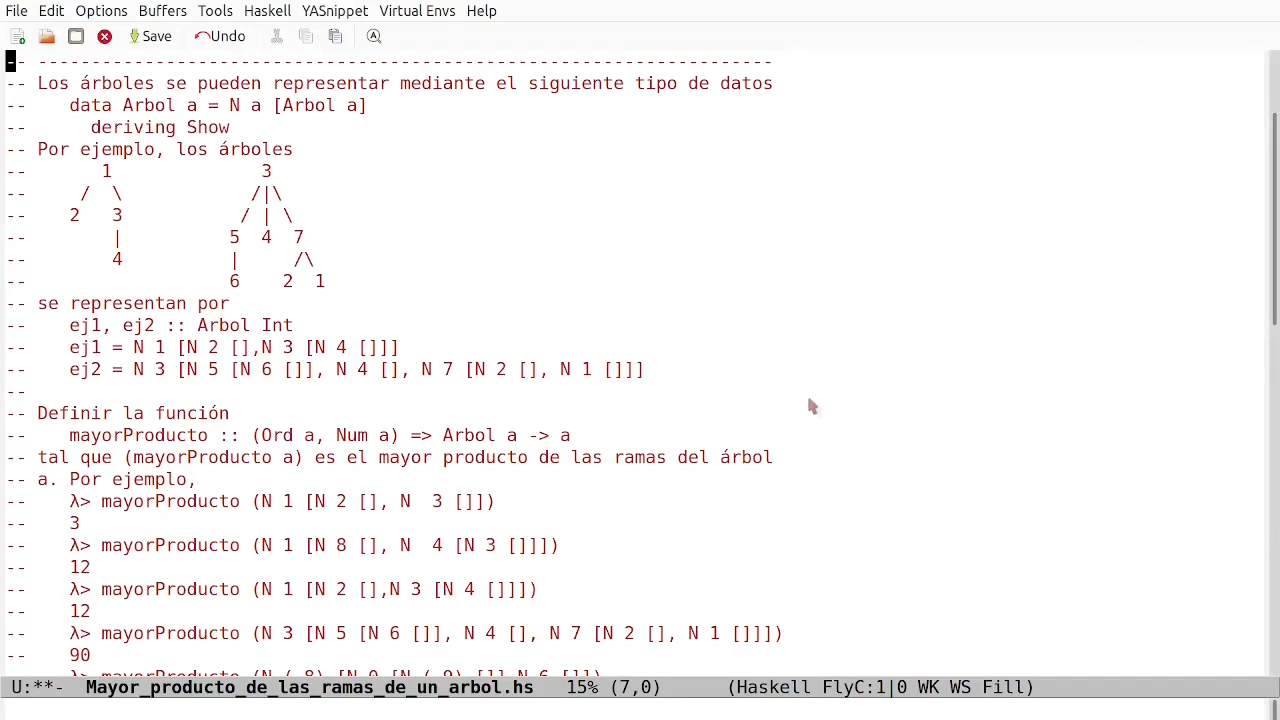 File Edit Options Buffers Tools Haskell YASnippet Virtual Envs Help
Save Undo
-- ---------------------------------------------------------------------
-- Los árboles se pueden representar mediante el siguiente tipo de datos
--    data Arbol a = N a [Arbol a]
--      deriving Show
-- Por ejemplo, los árboles
--       1              3
--     /  \            /|\
--    2   3           / | \
--        |          5  4  7
--        4          |     /\
--                   6    2  1
-- se representan por
--    ej1, ej2 :: Arbol Int
--    ej1 = N 1 [N 2 [],N 3 [N 4 []]]
--    ej2 = N 3 [N 5 [N 6 []], N 4 [], N 7 [N 2 [], N 1 []]]
--
-- Definir la función
--    mayorProducto :: (Ord a, Num a) => Arbol a -> a
-- tal que (mayorProducto a) es el mayor producto de las ramas del árbol
-- a. Por ejemplo,
--    λ> mayorProducto (N 1 [N 2 [], N  3 []])
--    3
--    λ> mayorProducto (N 1 [N 8 [], N  4 [N 3 []]])
--    12
--    λ> mayorProducto (N 1 [N 2 [],N 3 [N 4 []]])
--    12
--    λ> mayorProducto (N 3 [N 5 [N 6 []], N 4 [], N 7 [N 2 [], N 1 []]])
--    90
--    λ> mayorProducto (N (-8) [N 0 [N (-9) []],N 6 []])
U:**-  Mayor_producto_de_las_ramas_de_un_arbol.hs   15% (7,0)      (Haskell FlyC:1|0 WK WS Fill)